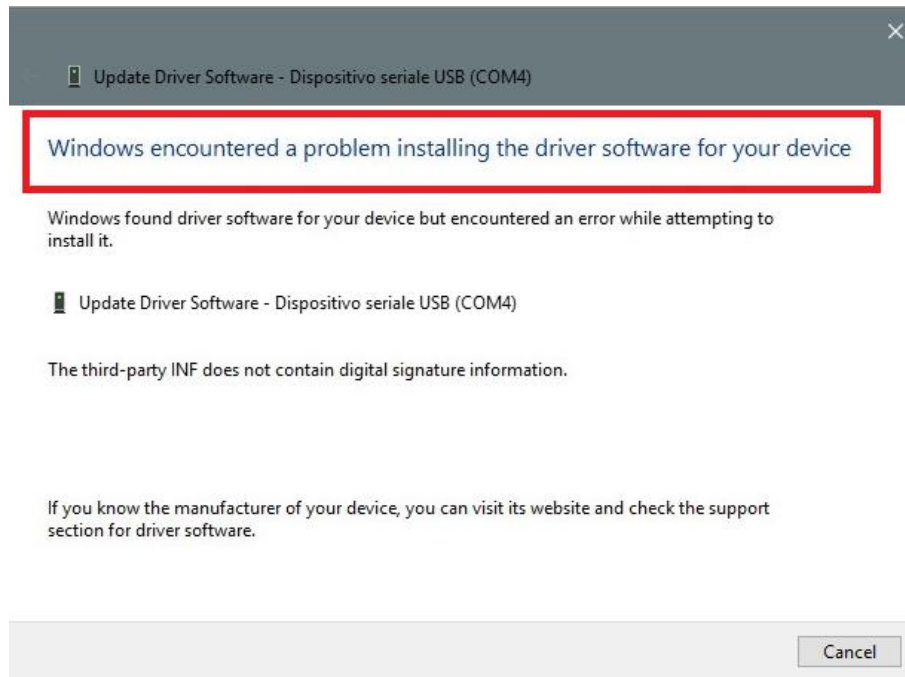 Update Driver Software - Dispositivo seriale USB (COM4)
Windows encountered a problem installing the driver software for your device
Windows found driver software for your device but encountered an error while attempting to
install it.
Update Driver Software - Dispositivo seriale USB (COM4)
The third-party INF does not contain digital signature information.
If you know the manufacturer of your device, you can visit its website and check the support
section for driver software.
Cancel